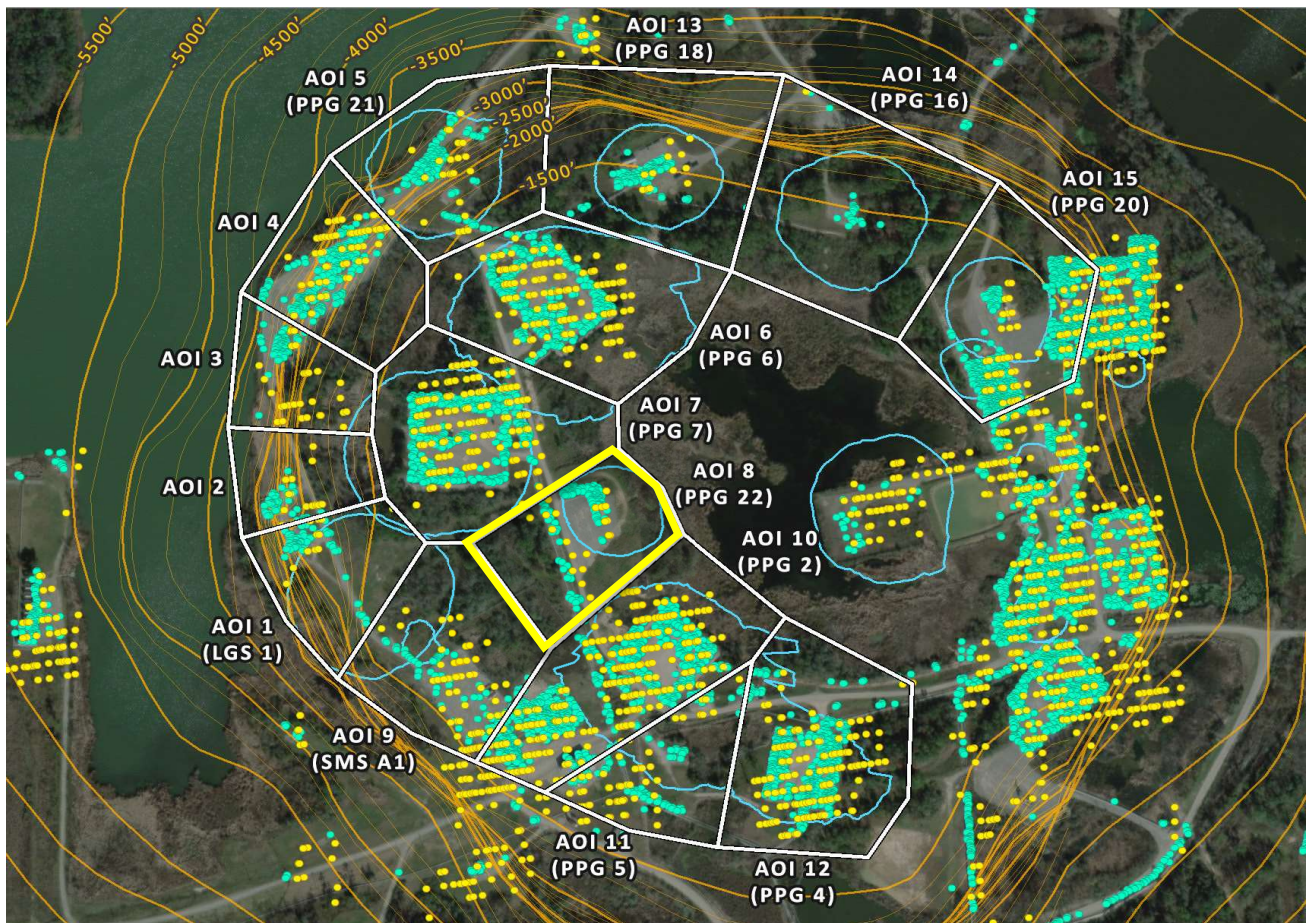 -5500'
-5000'
-4500'
-4000'
-3500'
-3000'
-2500'
-2000'
-1500'
AOI 13
(PPG 18)
AOI 5
(PPG 21)
AOI 14
(PPG 16)
AOI 15
(PPG 20)
AOI 4
AOI 3
AOI 6
(PPG 6)
AOI 7
(PPG 7)
AOI 2
AOI 8
(PPG 22)
AOI 10
(PPG 2)
AOI 1
(LGS 1)
AOI 9
(SMS A1)
AOI 11
(PPG 5)
AOI 12
(PPG 4)